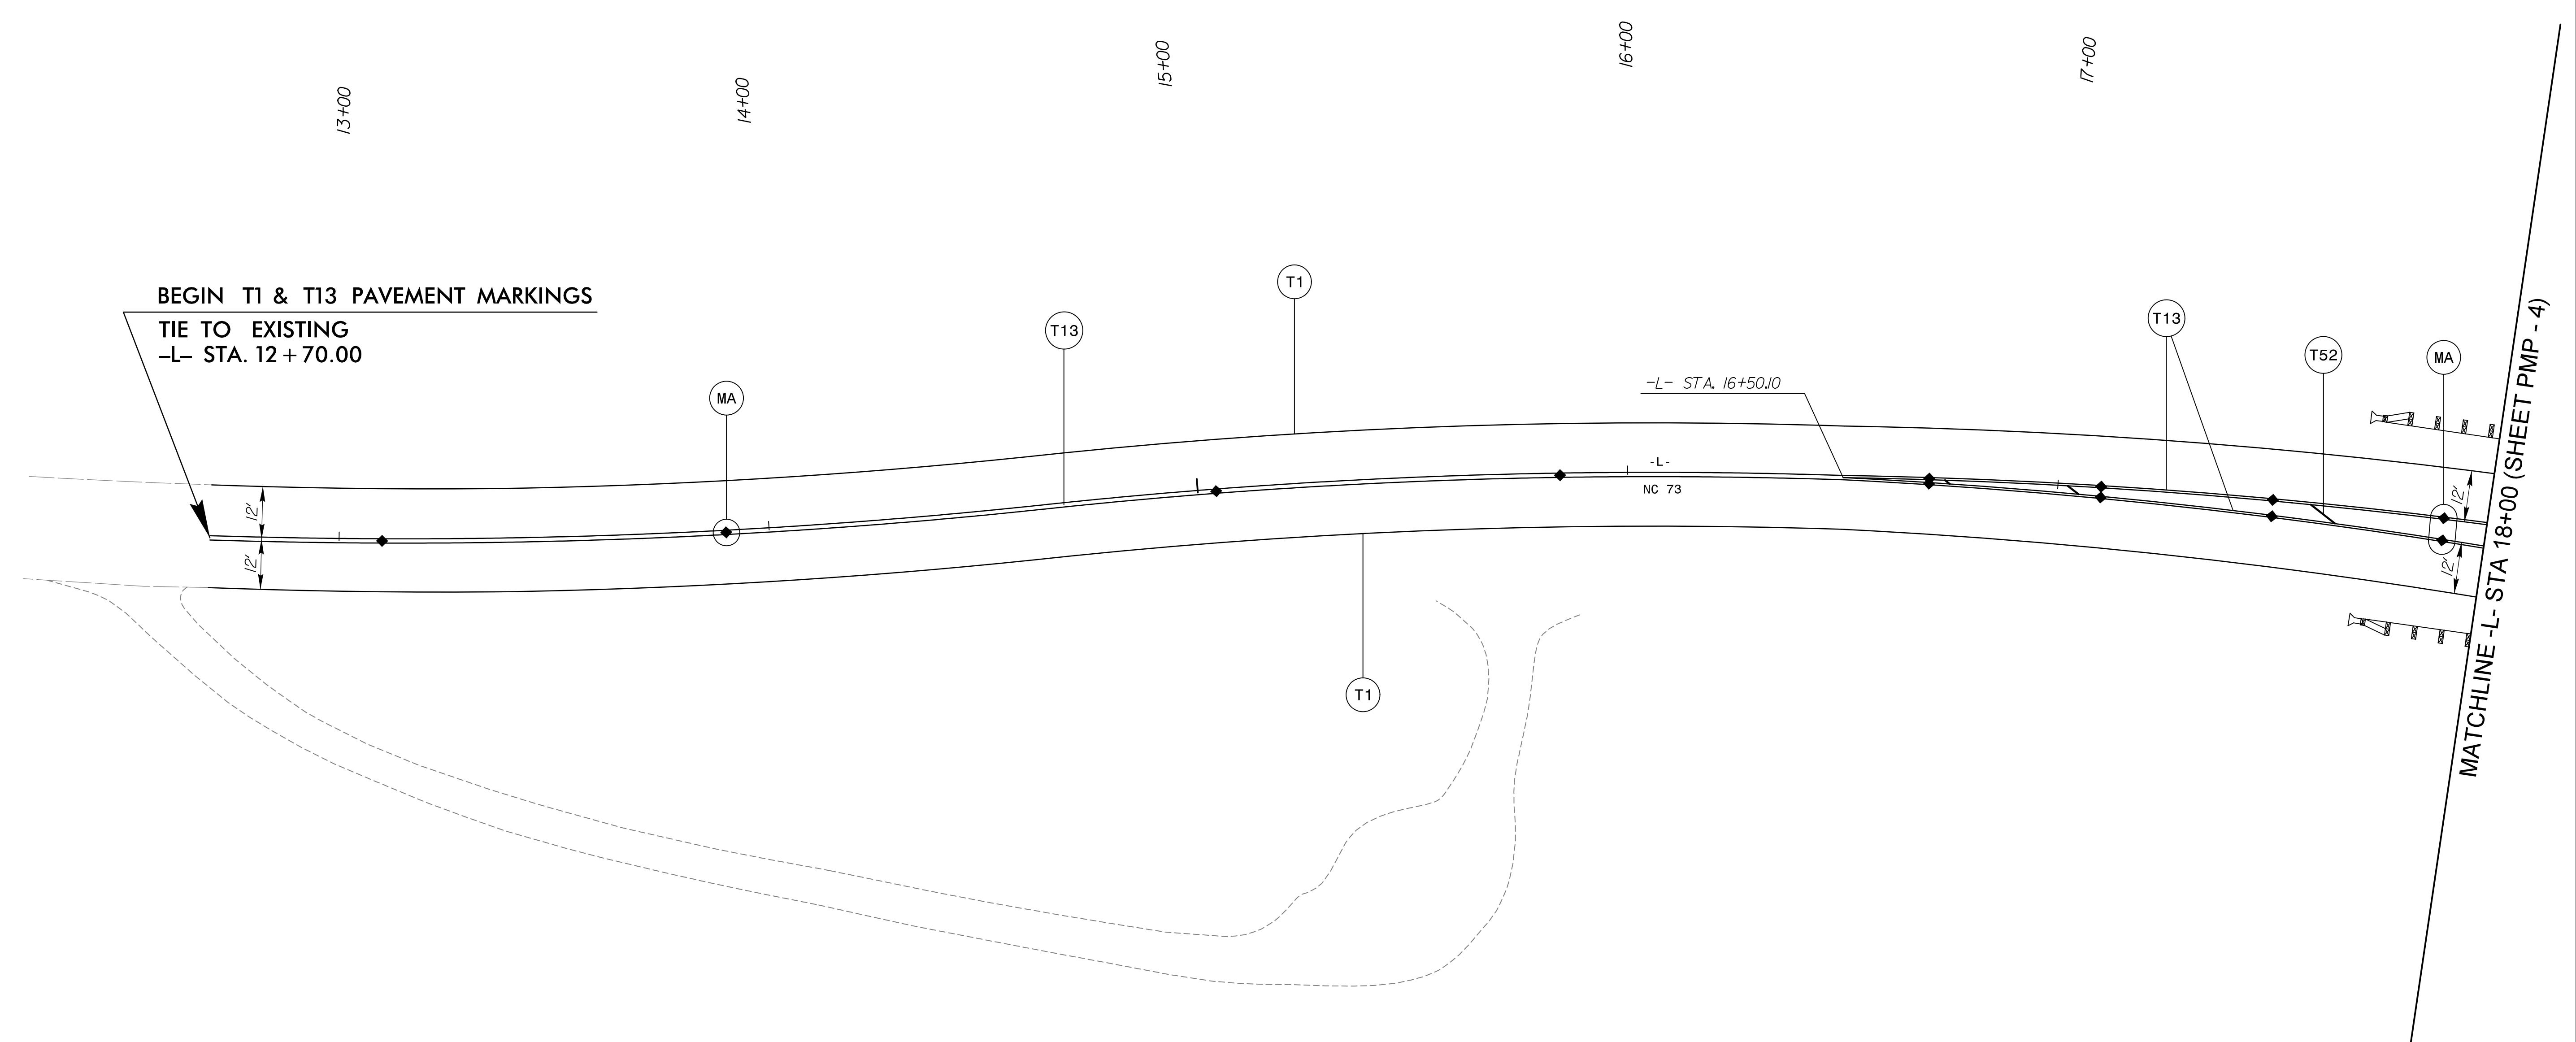 13+00
14+00
15+00
16+00
17+00
BEGIN T1 & T13 PAVEMENT MARKINGS
TIE TO EXISTING
-L- STA. 12+70.00
MA
T13
T1
-L- STA. 16+50.10
T13
T52
MA
-L-
NC 73
12'
12'
12'
12'
T1
MATCHLINE -L- STA 18+00 (SHEET PMP - 4)